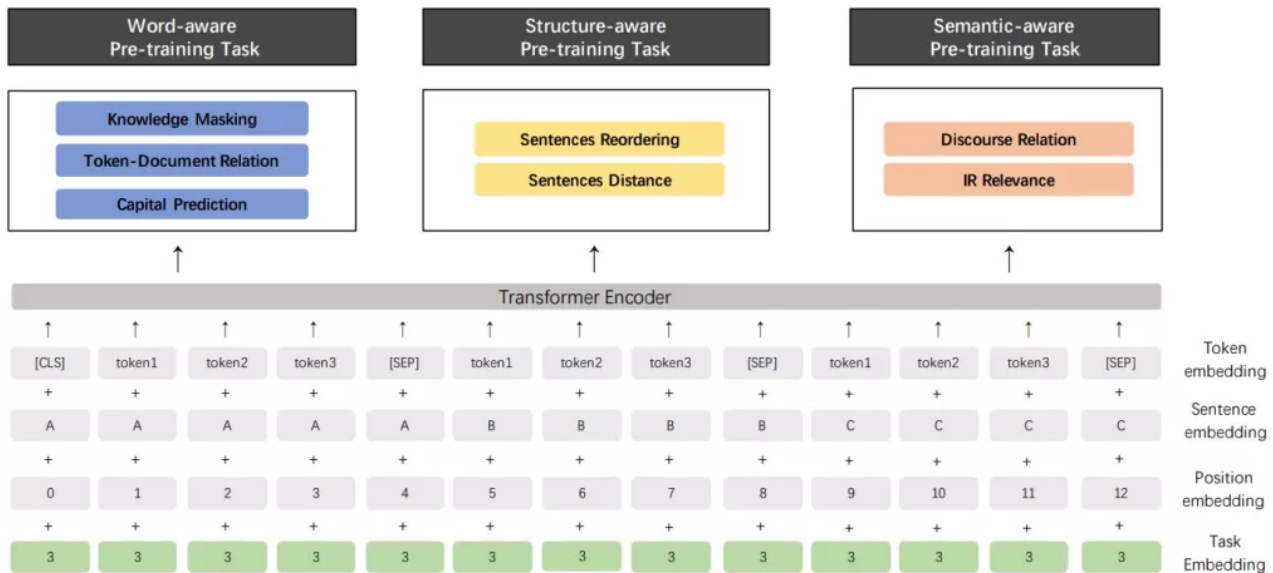 Word-aware
Pre-training Task
Structure-aware
Pre-training Task
Semantic-aware
Pre-training Task
Knowledge Masking
Token-Document Relation
Capital Prediction
Sentences Reordering
Sentences Distance
Discourse Relation
IR Relevance
Transformer Encoder
[CLS] token1 token2 token3 [SEP] token1 token2 token3 [SEP] token1 token2 token3 [SEP]
Token
embedding
+ + + + + + + + + + + + +
A A A A A B B B B C C C C
Sentence
embedding
+ + + + + + + + + + + + +
0 1 2 3 4 5 6 7 8 9 10 11 12
Position
embedding
+ + + + + + + + + + + + +
3 3 3 3 3 3 3 3 3 3 3 3 3
Task
Embedding